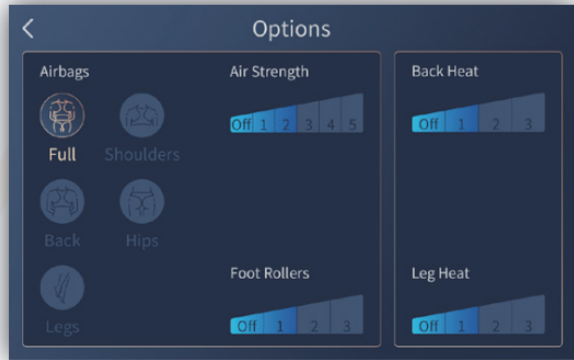 Options
Airbags
Air Strength
Back Heat
Off 1 2 3 4 5
Off 1 2 3
Full
Shoulders
Back
Hips
Foot Rollers
Leg Heat
Off 1 2 3
Off 1 2 3
Legs